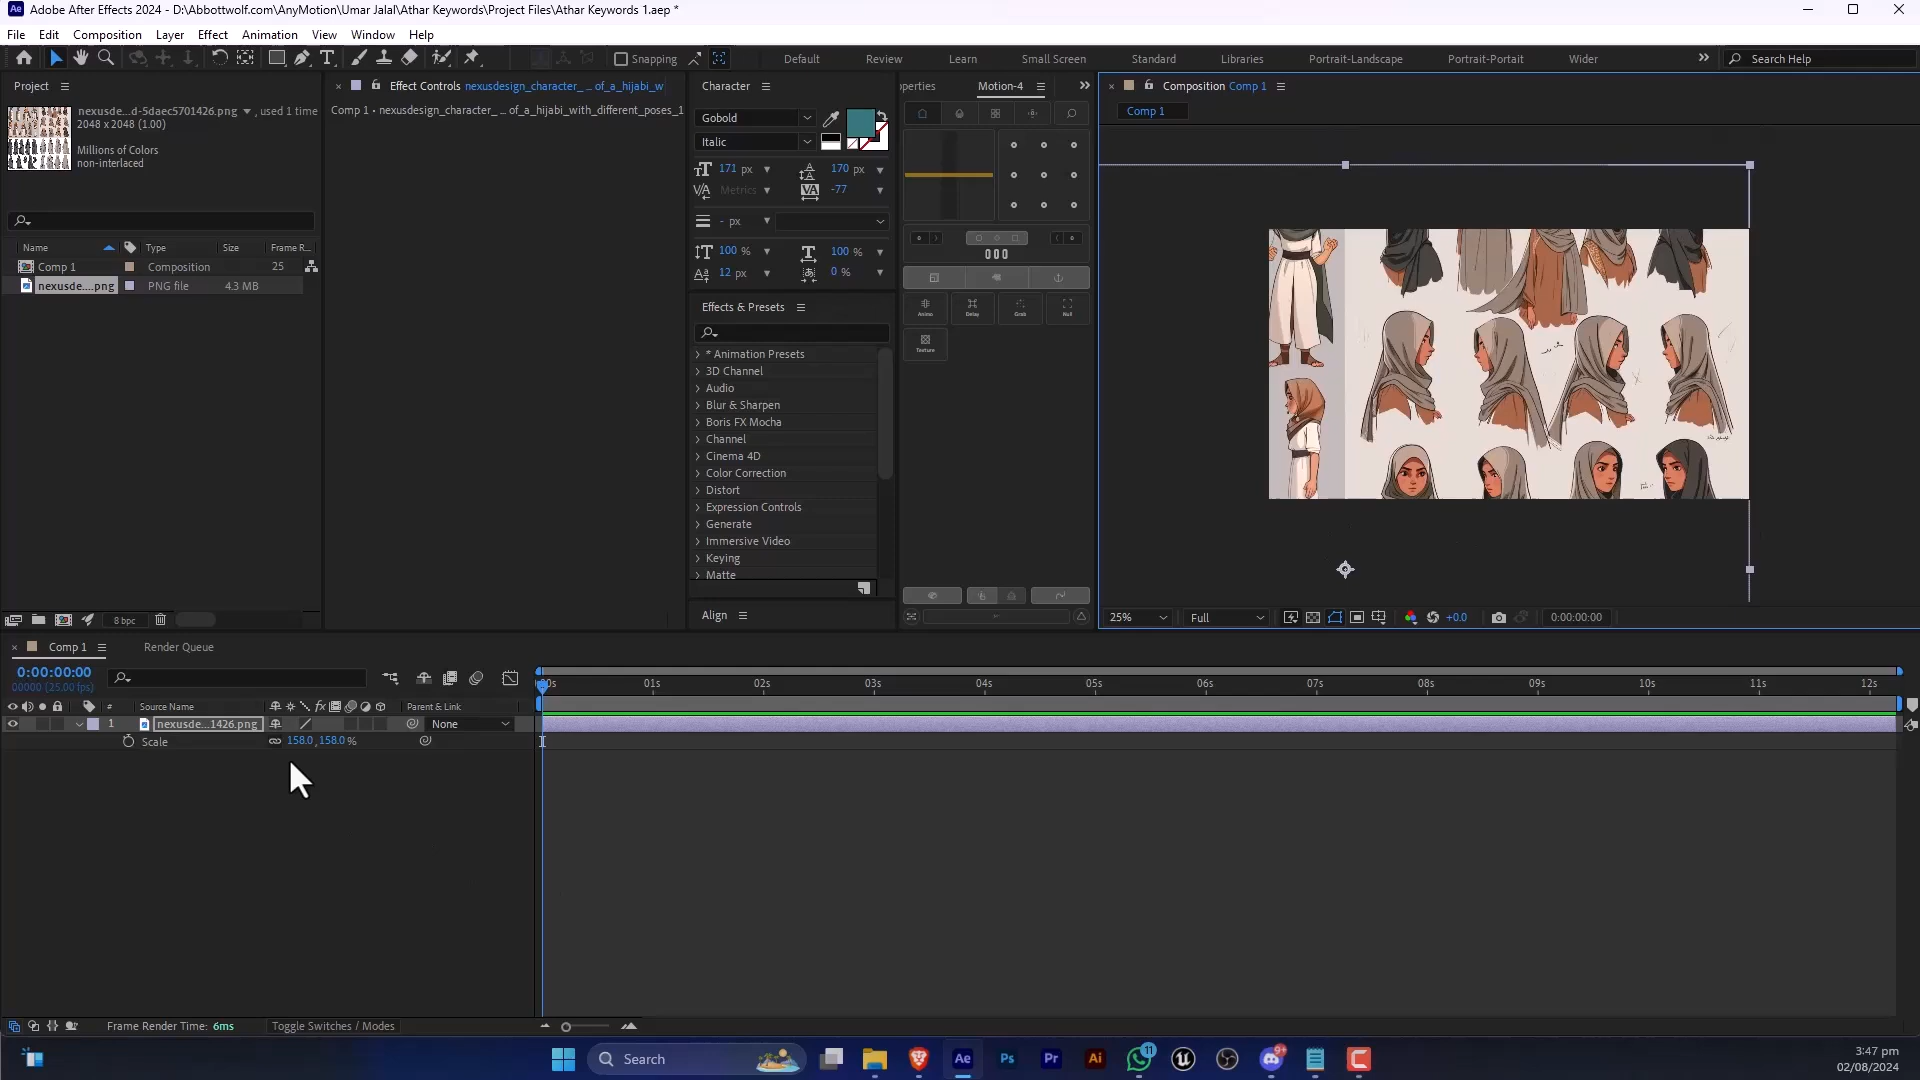 Adobe After Effects 2024 - D:\Abbottwolf.com\AnyMotion\Umar Jalal\Athar Keywords\Project Files\Athar Keywords 1.aep *
File Edit Composition Layer Effect Animation View Window Help
Snapping
Default Review Learn Small Screen Standard Libraries Portrait-Landscape Portrait-Portait Wider
Search Help
Project
nexusde...d-5daec5701426.png
, used 1 time
2048 x 2048 (1.00)
Millions of Colors
non-interlaced
Name Type Size Frame R...
Comp 1 Composition 25
nexusde....png PNG file 4.3 MB
8 bpc
Effect Controls nexusdesign_character_ _ of_a_hijabi_w
Comp 1 • nexusdesign_character_ ... of_a_hijabi_with_different_poses_1
Character
Gobold
Italic
171 px 170 px
Metrics -77
- px
100 % 100 %
12 px 0 %
Effects & Presets
* Animation Presets
3D Channel
Audio
Blur & Sharpen
Boris FX Mocha
Channel
Cinema 4D
Color Correction
Distort
Expression Controls
Generate
Immersive Video
Keying
Matte
Align
operties Motion-4
Animo Delay Grab Null
Texture
Composition Comp 1
Comp 1
25% Full +0.0 0:00:00:00
Comp 1 Render Queue
0:00:00:00
00000 (25.00 fps)
Source Name Parent & Link
1 nexusde...1426.png None
Scale 158.0, 158.0 %
00s 01s 02s 03s 04s 05s 06s 07s 08s 09s 10s 11s 12s
Frame Render Time: 6ms Toggle Switches / Modes
Search
Ae Ps Pr Ai 11 9+
3:47 pm
02/08/2024